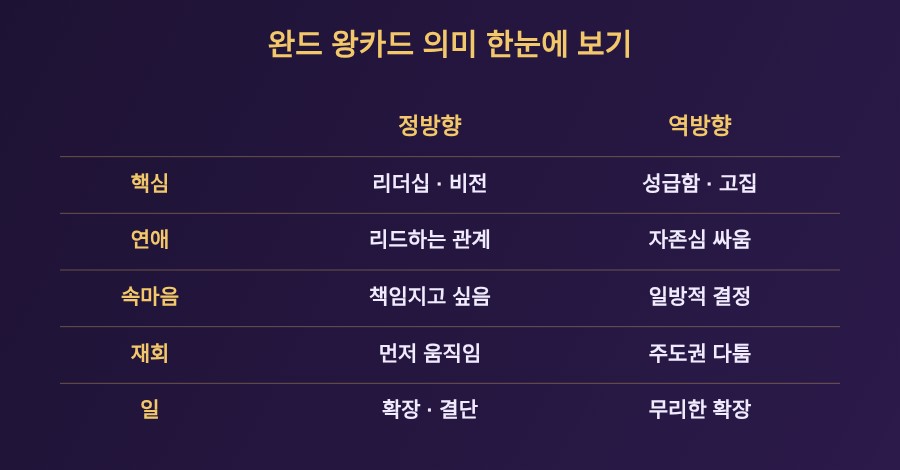 완드 왕카드 의미 한눈에 보기
정방향 역방향
핵심 리더십 · 비전 성급함 · 고집
연애 리드하는 관계 자존심 싸움
속마음 책임지고 싶음 일방적 결정
재회 먼저 움직임 주도권 다툼
일 확장 · 결단 무리한 확장